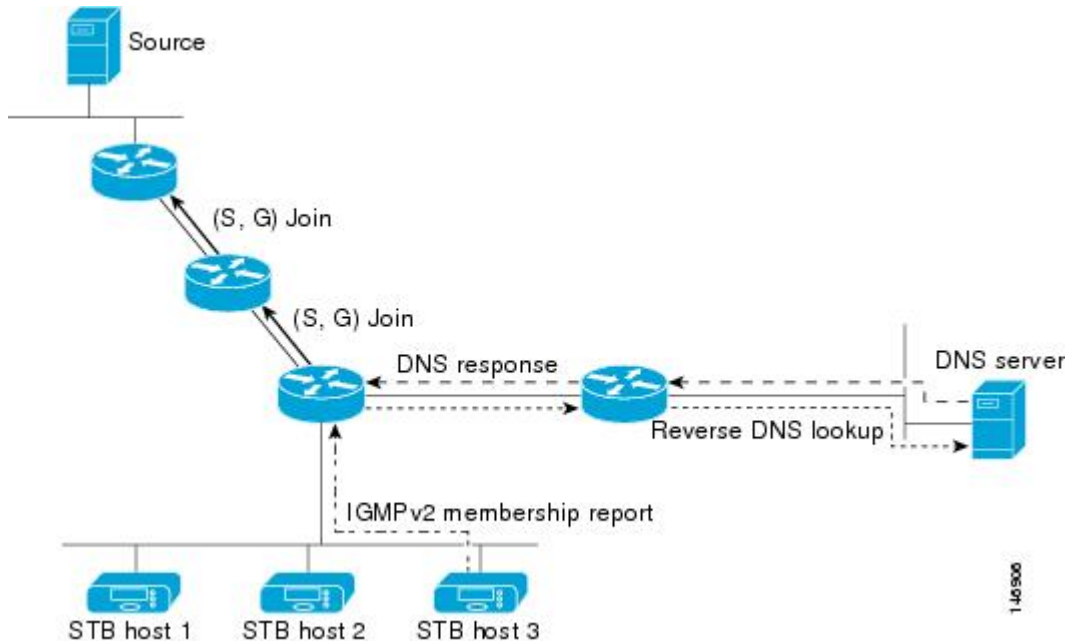 Source
(S, G) Join
(S, G) Join
DNS response
DNS server
Reverse DNS lookup
IGMPv2 membership report
STB host 1
STB host 2
STB host 3
146906